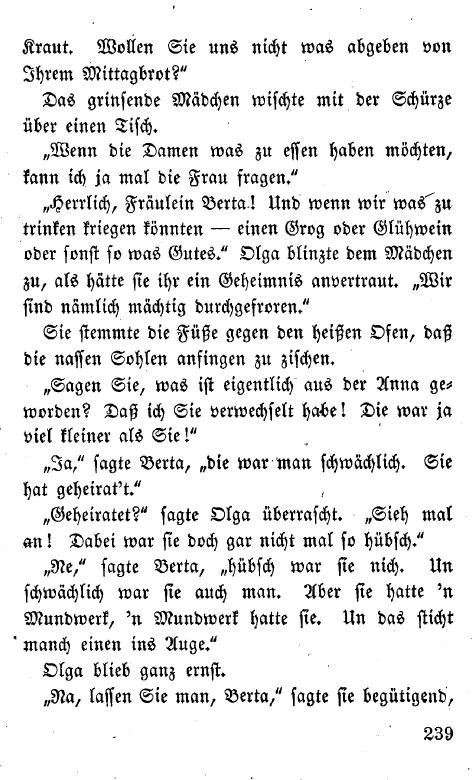 Kraut. Wollen Sie uns nicht was abgeben von
Ihrem Mittagbrot?“
Das grinsende Mädchen wischte mit der Schürze
über einen Tisch.
„Wenn die Damen was zu essen haben möchten,
kann ich ja mal die Frau fragen.“
„Herrlich, Fräulein Berta! Und wenn wir was zu
trinken kriegen könnten — einen Grog oder Glühwein
oder sonst so was Gutes.“ Olga blinzte dem Mädchen
zu, als hätte sie ihr ein Geheimnis anvertraut. „Wir
sind nämlich mächtig durchgefroren.“
Sie stemmte die Füße gegen den heißen Ofen, daß
die nassen Sohlen anfingen zu zischen.
„Sagen Sie, was ist eigentlich aus der Anna ge-
worden? Daß ich Sie verwechselt habe! Die war ja
viel kleiner als Sie!“
„Ja,“ sagte Berta, „die war man schwächlich. Sie
hat geheirat't.“
„Geheiratet?“ sagte Olga überrascht. „Sieh mal
an! Dabei war sie doch gar nicht mal so hübsch.“
„Ne,“ sagte Berta, „hübsch war sie nich. Un
schwächlich war sie auch man. Aber sie hatte 'n
Mundwerk, 'n Mundwerk hatte sie. Un das sticht
manch einen ins Auge.“
Olga blieb ganz ernst.
„Na, lassen Sie man, Berta,“ sagte sie begütigend,
239